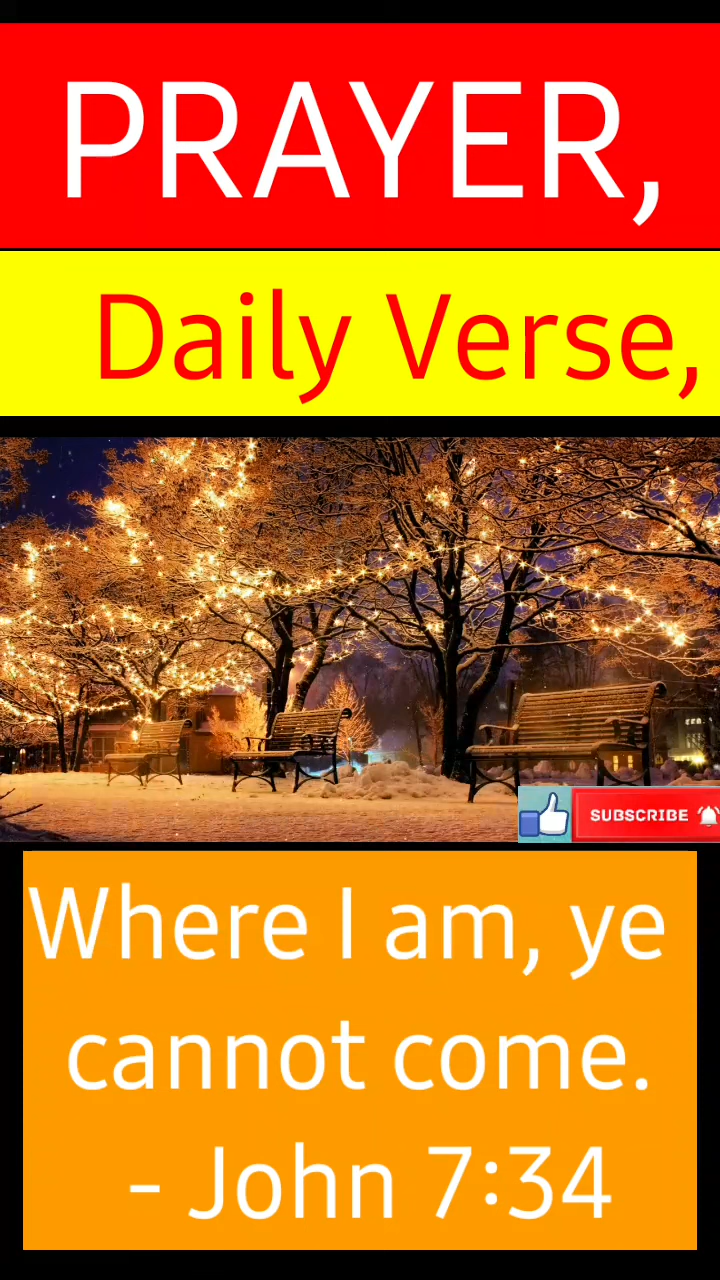 PRAYER,
Daily Verse,
SUBSCRIBE
Where I am, ye
cannot come.
- John 7:34